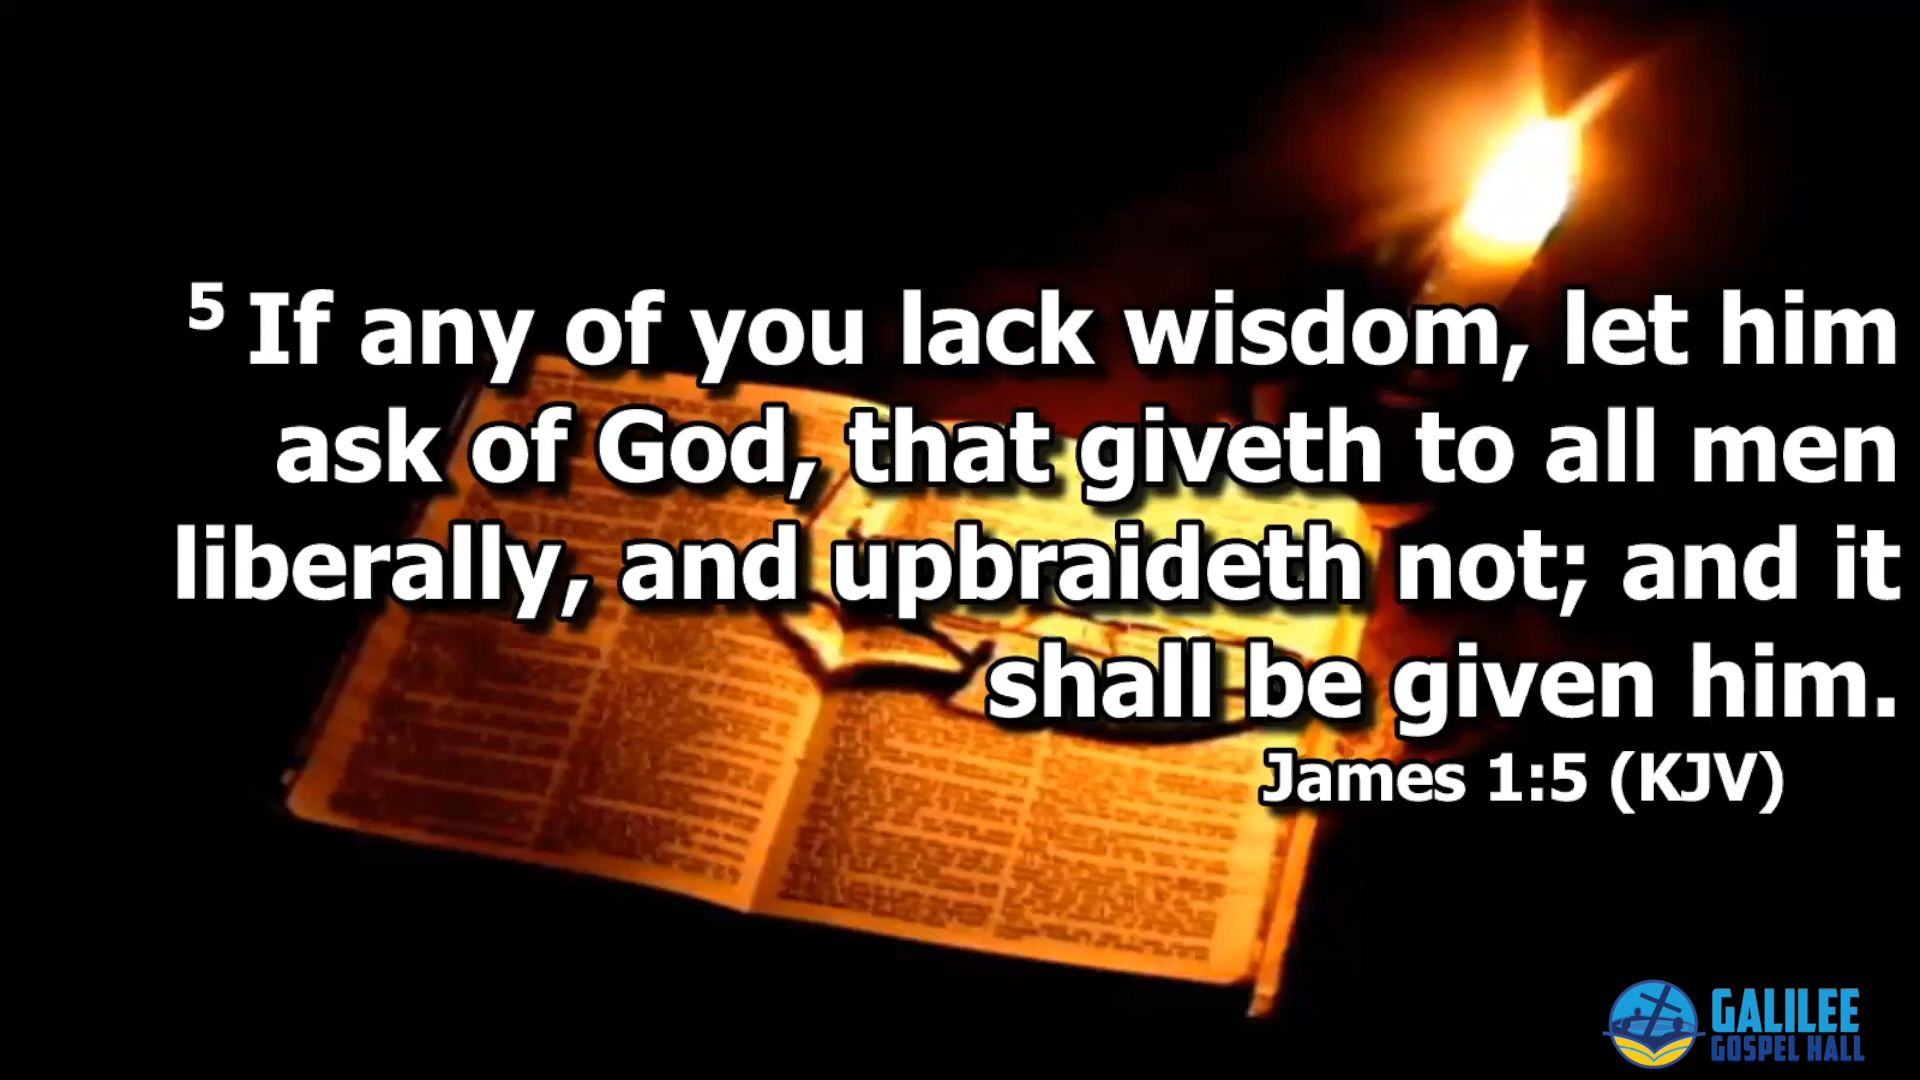 5 If any of you lack wisdom, let him
ask of God, that giveth to all men
liberally, and upbraideth not; and it
shall be given him.
James 1:5 (KJV)
GALILEE
GOSPEL HALL